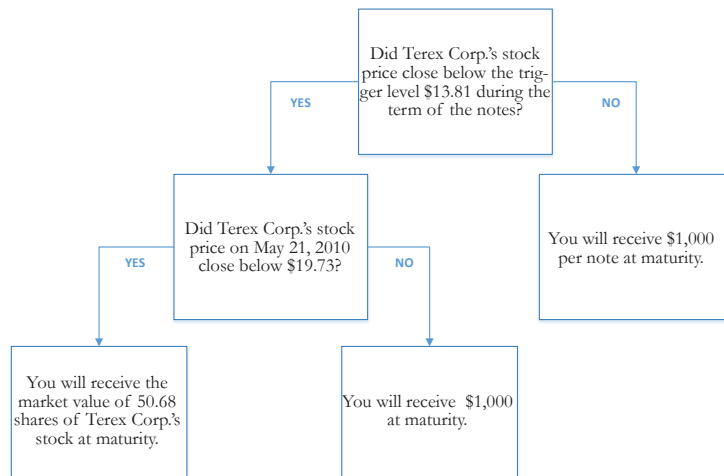 Did Terex Corp.'s stock
price close below the trig-
ger level $13.81 during the
term of the notes?
YES
NO
Did Terex Corp.'s stock
price on May 21, 2010
close below $19.73?
You will receive $1,000
per note at maturity.
YES
NO
You will receive the
market value of 50.68
shares of Terex Corp.'s
stock at maturity.
You will receive $1,000
at maturity.